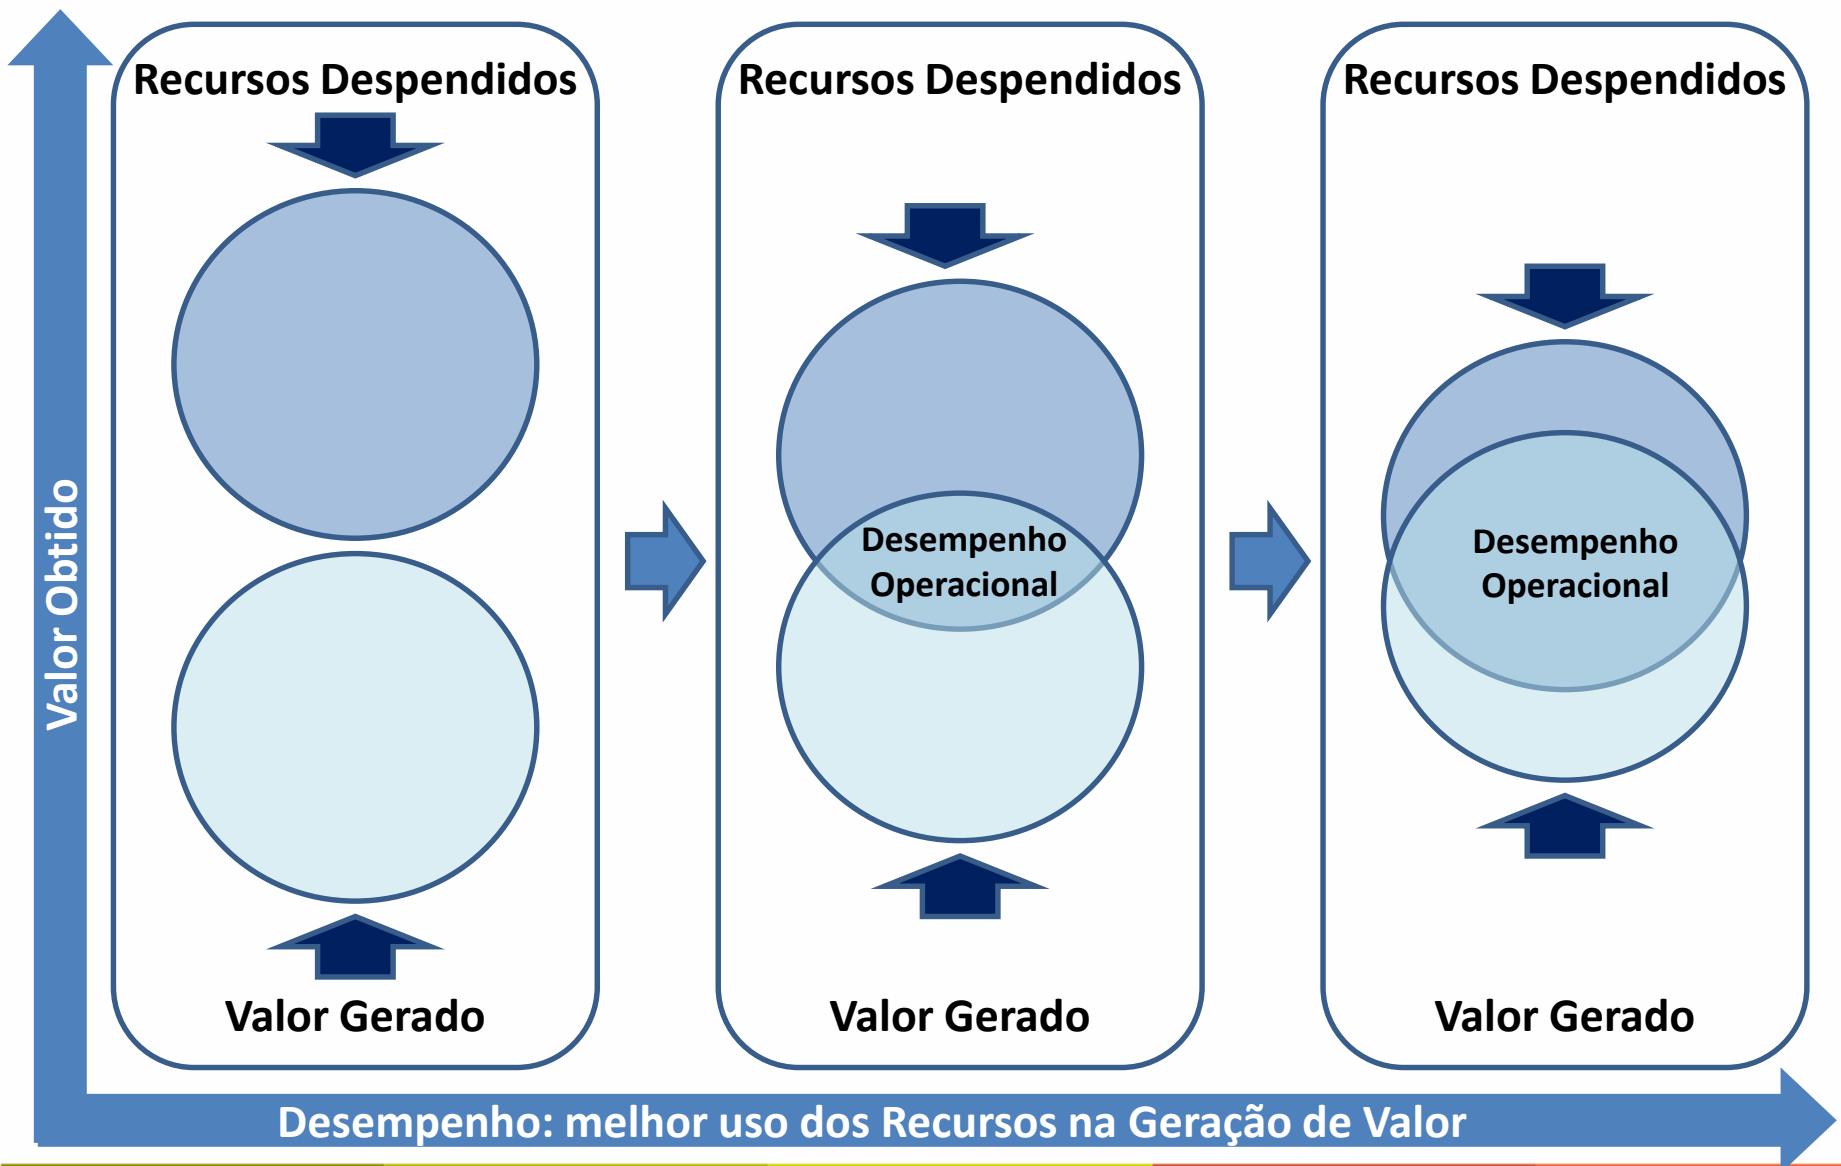 Valor Obtido
Recursos Despendidos
Valor Gerado
Recursos Despendidos
Desempenho
Operacional
Valor Gerado
Recursos Despendidos
Desempenho
Operacional
Valor Gerado
Desempenho: melhor uso dos Recursos na Geração de Valor